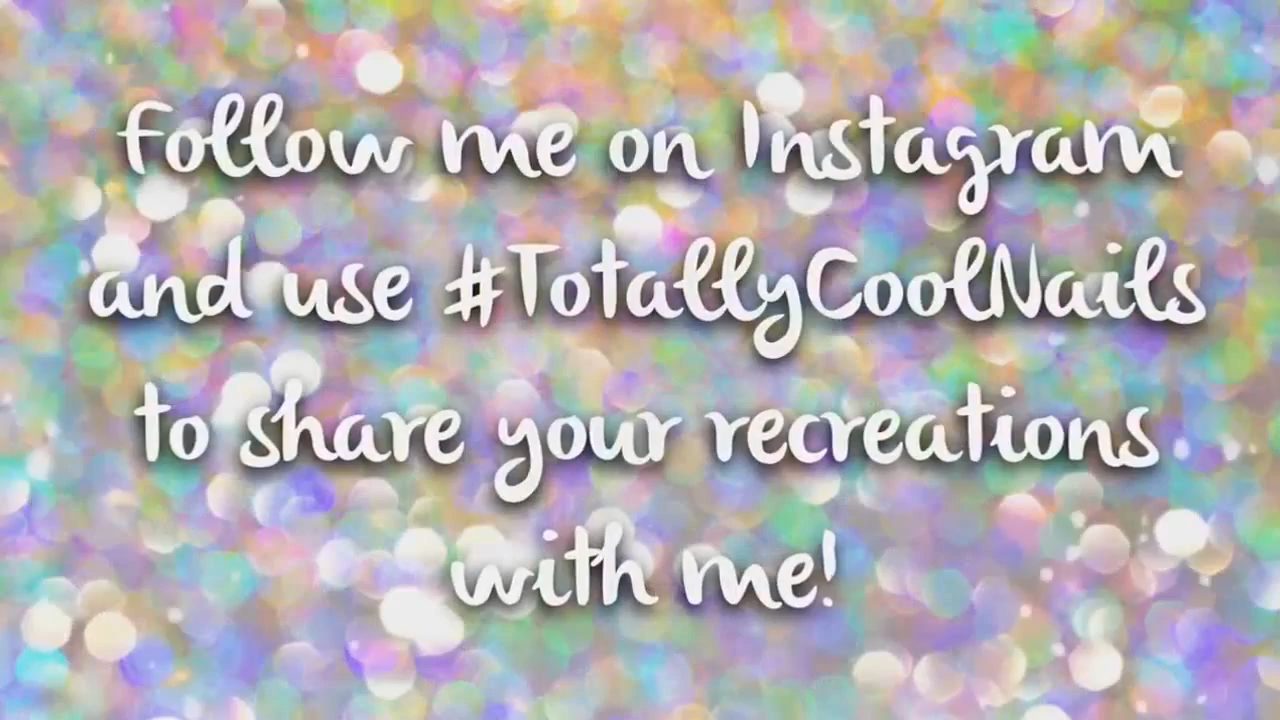 Follow me on Instagram
and use #TotallyCoolNails
to share your recreations
with me!